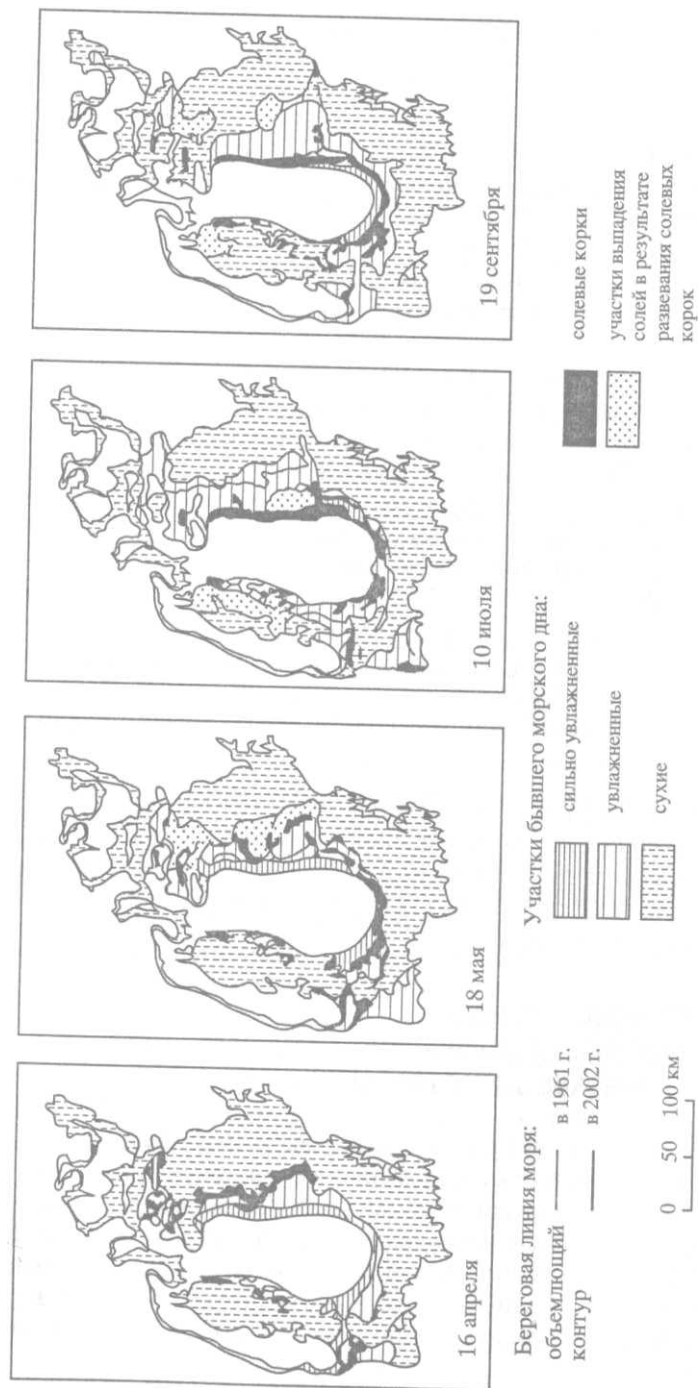 16 апреля
18 мая
10 июля
19 сентября
Береговая линия моря:
объемлющий
контур
в 1961 г.
в 2002 г.
0 50 100 км
Участки бывшего морского дна:
сильно увлажненные
увлажненные
сухие
солевые корки
участки выпадения
солей в результате
развевания солевых
корок